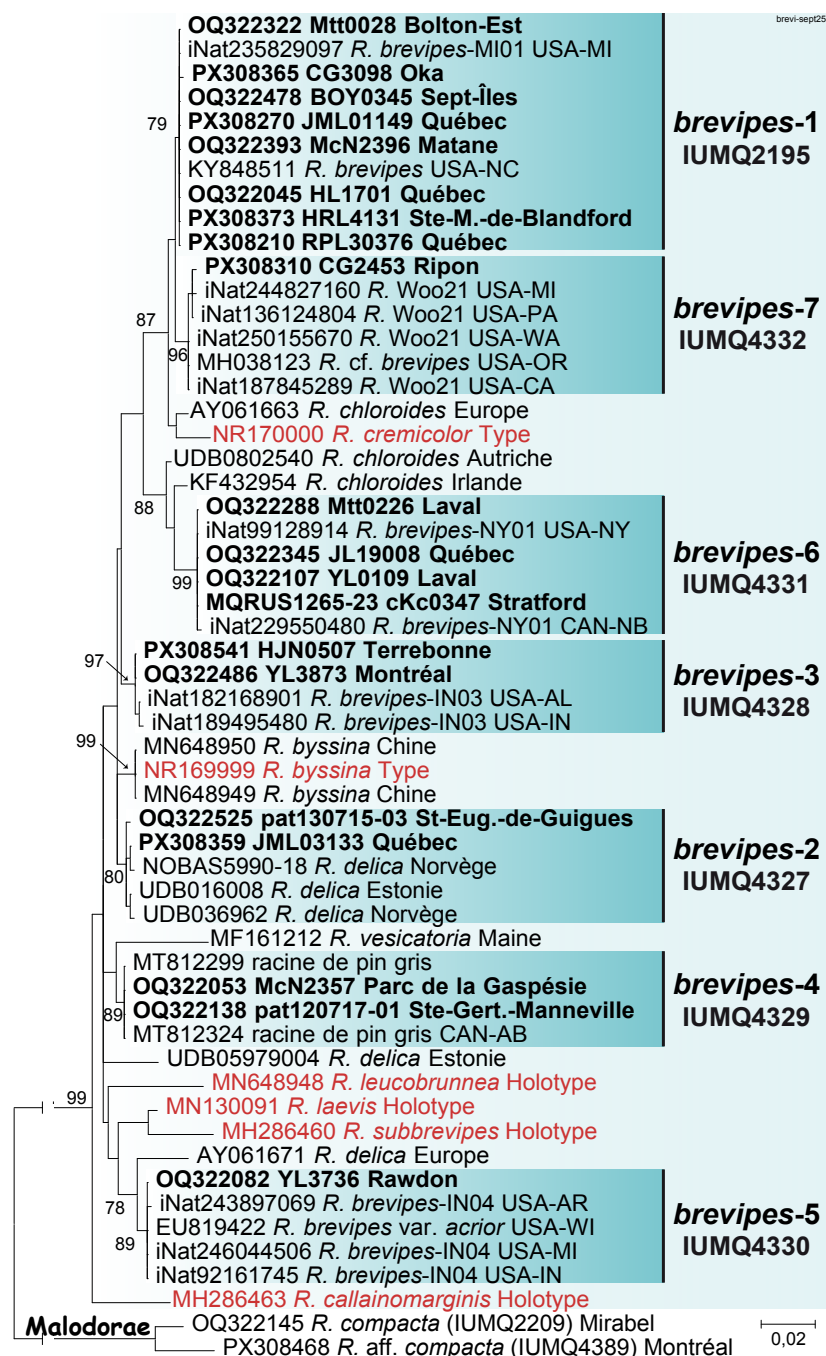 brevi-sept25
OQ322322 Mtt0028 Bolton-Est
iNat235829097 R. brevipes-MI01 USA-MI
PX308365 CG3098 Oka
OQ322478 BOY0345 Sept-Îles
79
PX308270 JML01149 Québec
brevipes-1
OQ322393 McN2396 Matane
IUMQ2195
KY848511 R. brevipes USA-NC
OQ322045 HL1701 Québec
PX308373 HRL4131 Ste-M.-de-Blandford
PX308210 RPL30376 Québec
PX308310 CG2453 Ripon
iNat244827160 R. Woo21 USA-MI
brevipes-7
87
iNat136124804 R. Woo21 USA-PA
iNat250155670 R. Woo21 USA-WA
IUMQ4332
96
MH038123 R. cf. brevipes USA-OR
iNat187845289 R. Woo21 USA-CA
AY061663 R. chloroides Europe
NR170000 R. cremicolor Type
UDB0802540 R. chloroides Autriche
KF432954 R. chloroides Irlande
88
OQ322288 Mtt0226 Laval
iNat99128914 R. brevipes-NY01 USA-NY
OQ322345 JL19008 Québec
brevipes-6
99
OQ322107 YL0109 Laval
IUMQ4331
MQRUS1265-23 cKc0347 Stratford
iNat229550480 R. brevipes-NY01 CAN-NB
PX308541 HJN0507 Terrebonne
97
OQ322486 YL3873 Montréal
brevipes-3
iNat182168901 R. brevipes-IN03 USA-AL
IUMQ4328
iNat189495480 R. brevipes-IN03 USA-IN
99
MN648950 R. byssina Chine
NR169999 R. byssina Type
MN648949 R. byssina Chine
OQ322525 pat130715-03 St-Eug.-de-Guigues
PX308359 JML03133 Québec
brevipes-2
NOBAS5990-18 R. delica Norvège
80
IUMQ4327
UDB016008 R. delica Estonie
UDB036962 R. delica Norvège
MF161212 R. vesicatoria Maine
MT812299 racine de pin gris
brevipes-4
OQ322053 McN2357 Parc de la Gaspésie
89
OQ322138 pat120717-01 Ste-Gert.-Manneville
IUMQ4329
MT812324 racine de pin gris CAN-AB
UDB05979004 R. delica Estonie
MN648948 R. leucobrunnea Holotype
99
MN130091 R. laevis Holotype
MH286460 R. subbrevipes Holotype
AY061671 R. delica Europe
OQ322082 YL3736 Rawdon
78
iNat243897069 R. brevipes-IN04 USA-AR
brevipes-5
EU819422 R. brevipes var. acrior USA-WI
89
iNat246044506 R. brevipes-IN04 USA-MI
IUMQ4330
iNat92161745 R. brevipes-IN04 USA-IN
MH286463 R. callainomarginis Holotype
Malodorae
OQ322145 R. compacta (IUMQ2209) Mirabel
0,02
PX308468 R. aff. compacta (IUMQ4389) Montréal